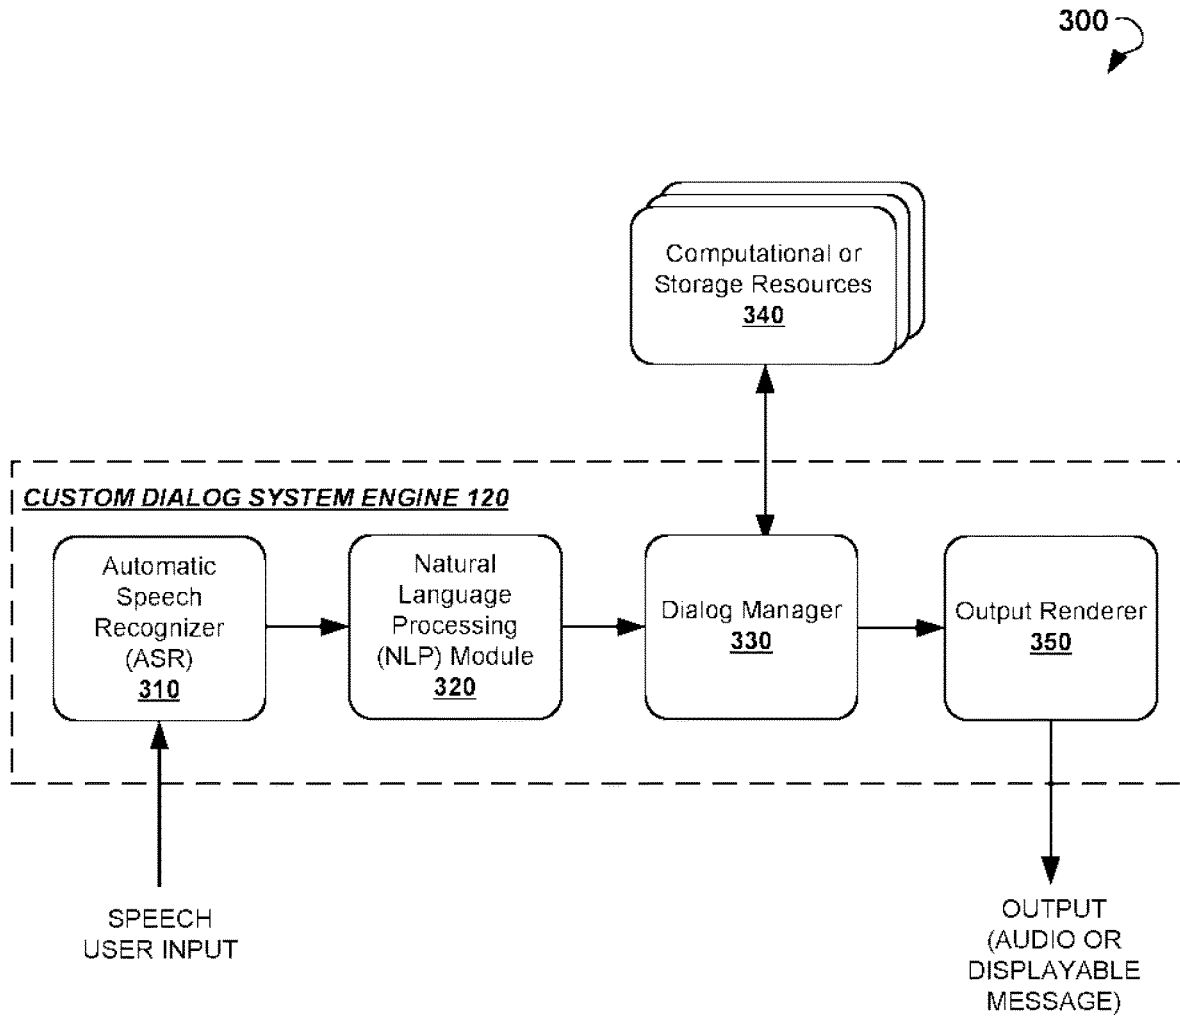 300
Computational or
Storage Resources
340
CUSTOM DIALOG SYSTEM ENGINE 120
Automatic
Speech
Recognizer
(ASR)
310
Natural
Language
Processing
(NLP) Module
320
Dialog Manager
330
Output Renderer
350
SPEECH
USER INPUT
OUTPUT
(AUDIO OR
DISPLAYABLE
MESSAGE)